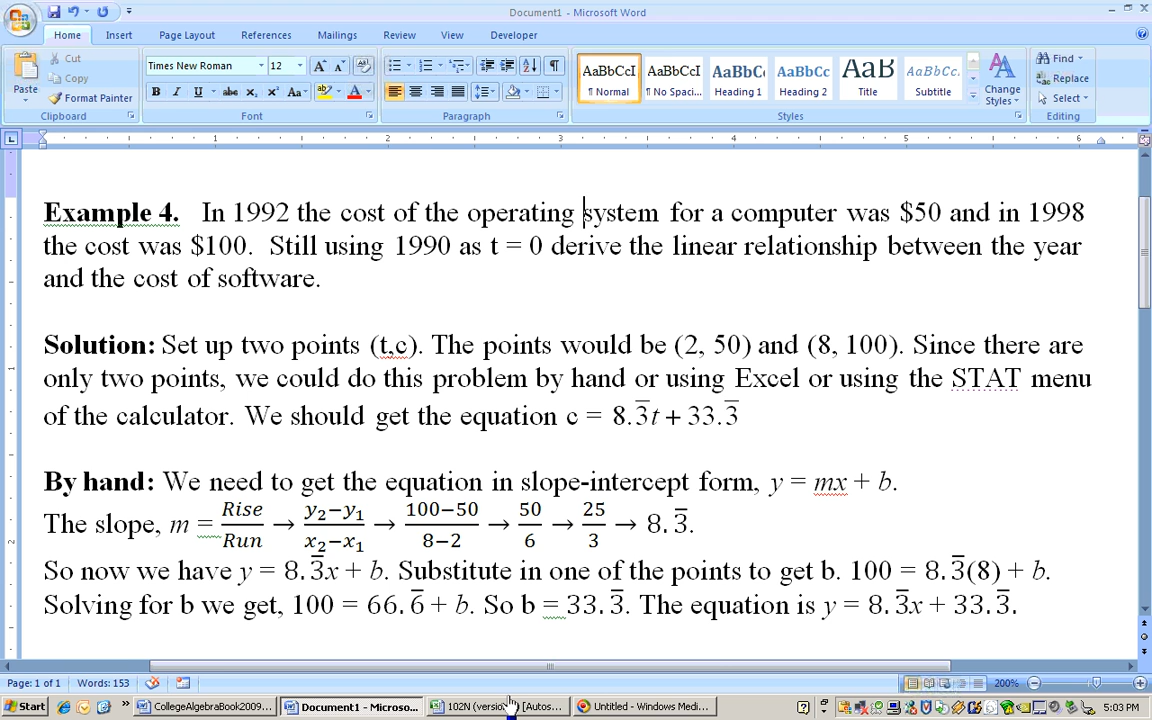 Document1 - Microsoft Word
Home Insert Page Layout References Mailings Review View Developer
Paste Cut Copy Format Painter Clipboard
Times New Roman 12 Font
Paragraph
AaBbCcI ¶ Normal AaBbCcI ¶ No Spaci... AaBbCc Heading 1 AaBbCc Heading 2 AaB Title AaBbCc Subtitle Change Styles Styles
Find Replace Select Editing
1 2 3 4 5 6
Example 4. In 1992 the cost of the operating system for a computer was $50 and in 1998
the cost was $100. Still using 1990 as t = 0 derive the linear relationship between the year
and the cost of software.
Solution: Set up two points (t,c). The points would be (2, 50) and (8, 100). Since there are
only two points, we could do this problem by hand or using Excel or using the STAT menu
of the calculator. We should get the equation c = 8.3̅t + 33.3̅
By hand: We need to get the equation in slope-intercept form, y = mx + b.
The slope, m = Rise/Run → y₂−y₁/x₂−x₁ → 100−50/8−2 → 50/6 → 25/3 → 8.3̅.
So now we have y = 8.3̅x + b. Substitute in one of the points to get b. 100 = 8.3̅(8) + b.
Solving for b we get, 100 = 66.6̅ + b. So b = 33.3̅. The equation is y = 8.3̅x + 33.3̅.
Page: 1 of 1 Words: 153 200%
Start CollegeAlgebraBook2009... Document1 - Microso... 102N (versio [Autos... Untitled - Windows Medi... 5:03 PM